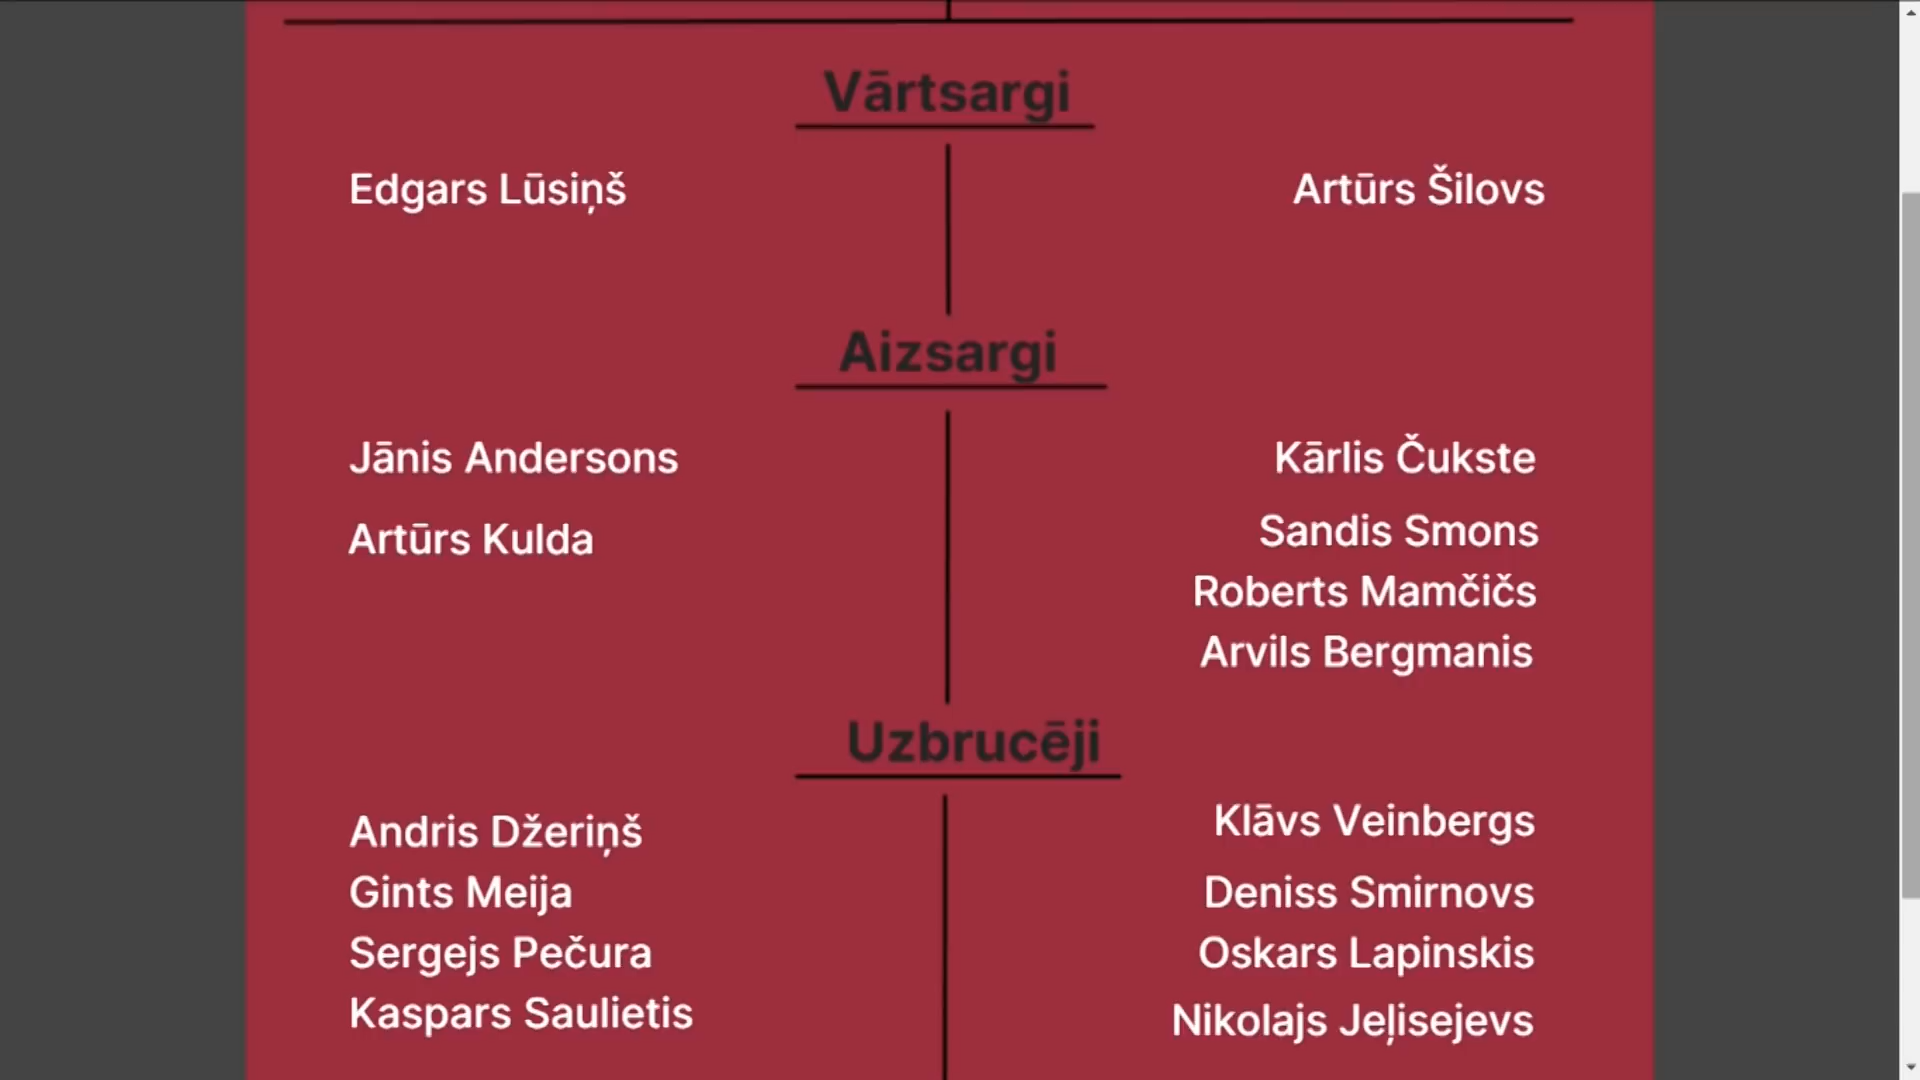 Vārtsargi
Edgars Lūsiņš
Artūrs Šilovs
Aizsargi
Jānis Andersons
Artūrs Kulda
Kārlis Čukste
Sandis Smons
Roberts Mamčičs
Arvils Bergmanis
Uzbrucēji
Andris Džeriņš
Gints Meija
Sergejs Pečura
Kaspars Saulietis
Klāvs Veinbergs
Deniss Smirnovs
Oskars Lapinskis
Nikolajs Jeļisejevs